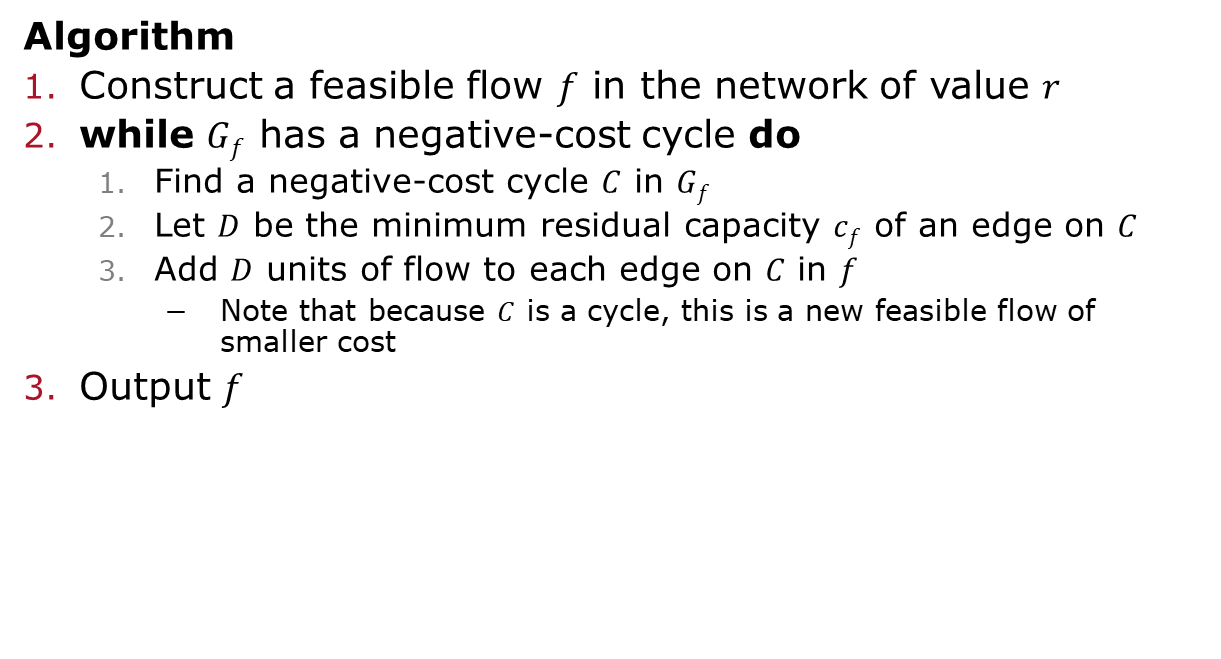 Algorithm
1. Construct a feasible flow f in the network of value r
2. while G_f has a negative-cost cycle do
1. Find a negative-cost cycle C in G_f
2. Let D be the minimum residual capacity c_f of an edge on C
3. Add D units of flow to each edge on C in f
– Note that because C is a cycle, this is a new feasible flow of
smaller cost
3. Output f